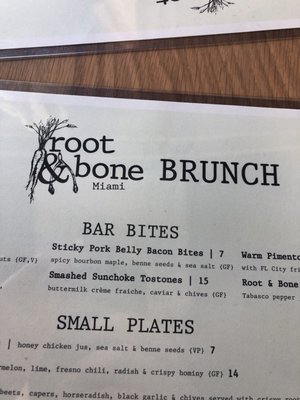 root
& bone BRUNCH
Miami
BAR BITES
Sticky Pork Belly Bacon Bites | 7
spicy bourbon maple, benne seeds & sea salt {GF}
Smashed Sunchoke Tostones | 15
buttermilk crème fraiche, caviar & chives {GF}
Warm Pimento
with FL City
Root & Bone
Tabasco pepper
{GF,V}
SMALL PLATES
| honey chicken jus, sea salt & benne seeds {VP} 7
lime, fresno chili, radish & crispy hominy {GF} 14
beets, capers, horseradish, black garlic & chives served with crispy